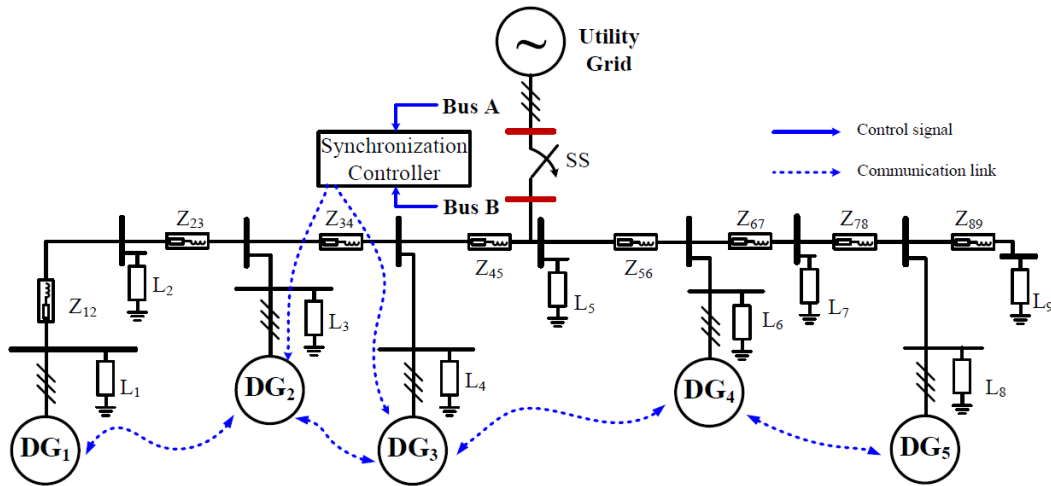 Utility
Grid
Bus A
Synchronization
Controller
SS
Control signal
Communication link
Bus B
Z23
Z34
Z45
Z56
Z67
Z78
Z89
Z12
L2
L3
L5
L6
L7
L9
L1
L4
L8
DG1
DG2
DG3
DG4
DG5